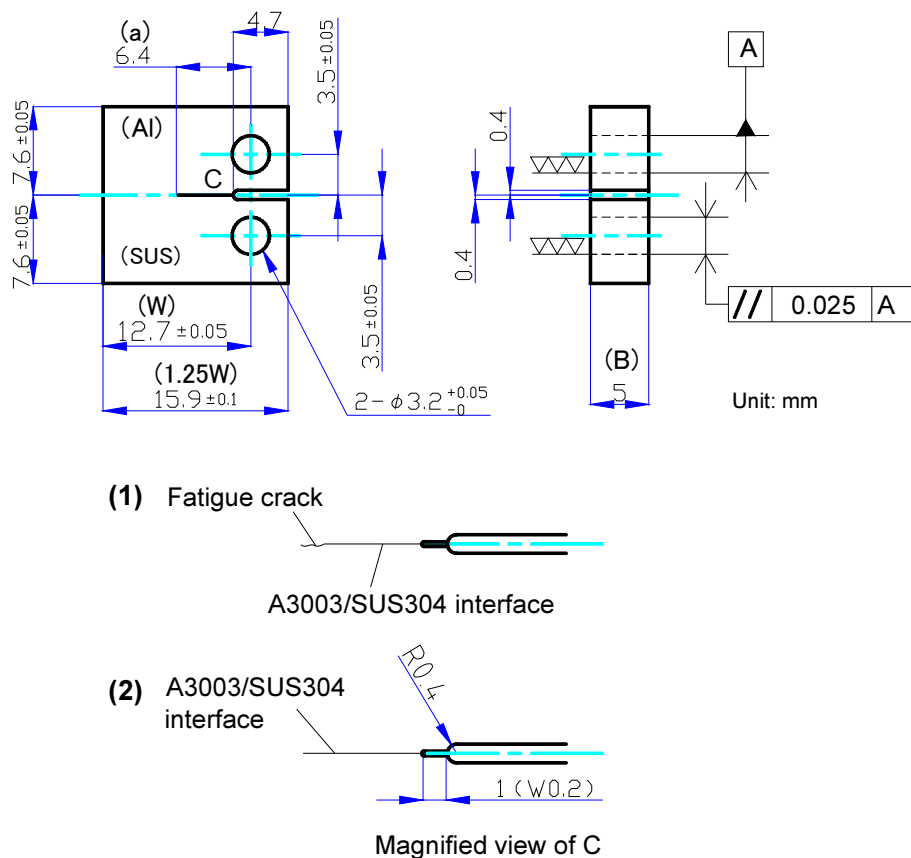 4.7
(a)
6.4
3.5±0.05
A
7.6±0.05
(Al)
0.4
C
7.6±0.05
(SUS)
0.4
3.5±0.05
(W)
12.7±0.05
// 0.025 A
(1.25W)
15.9±0.1
2-φ3.2 +0.05 -0
(B)
5
Unit: mm
(1) Fatigue crack
A3003/SUS304 interface
R0.4
(2) A3003/SUS304
interface
1(W0.2)
Magnified view of C